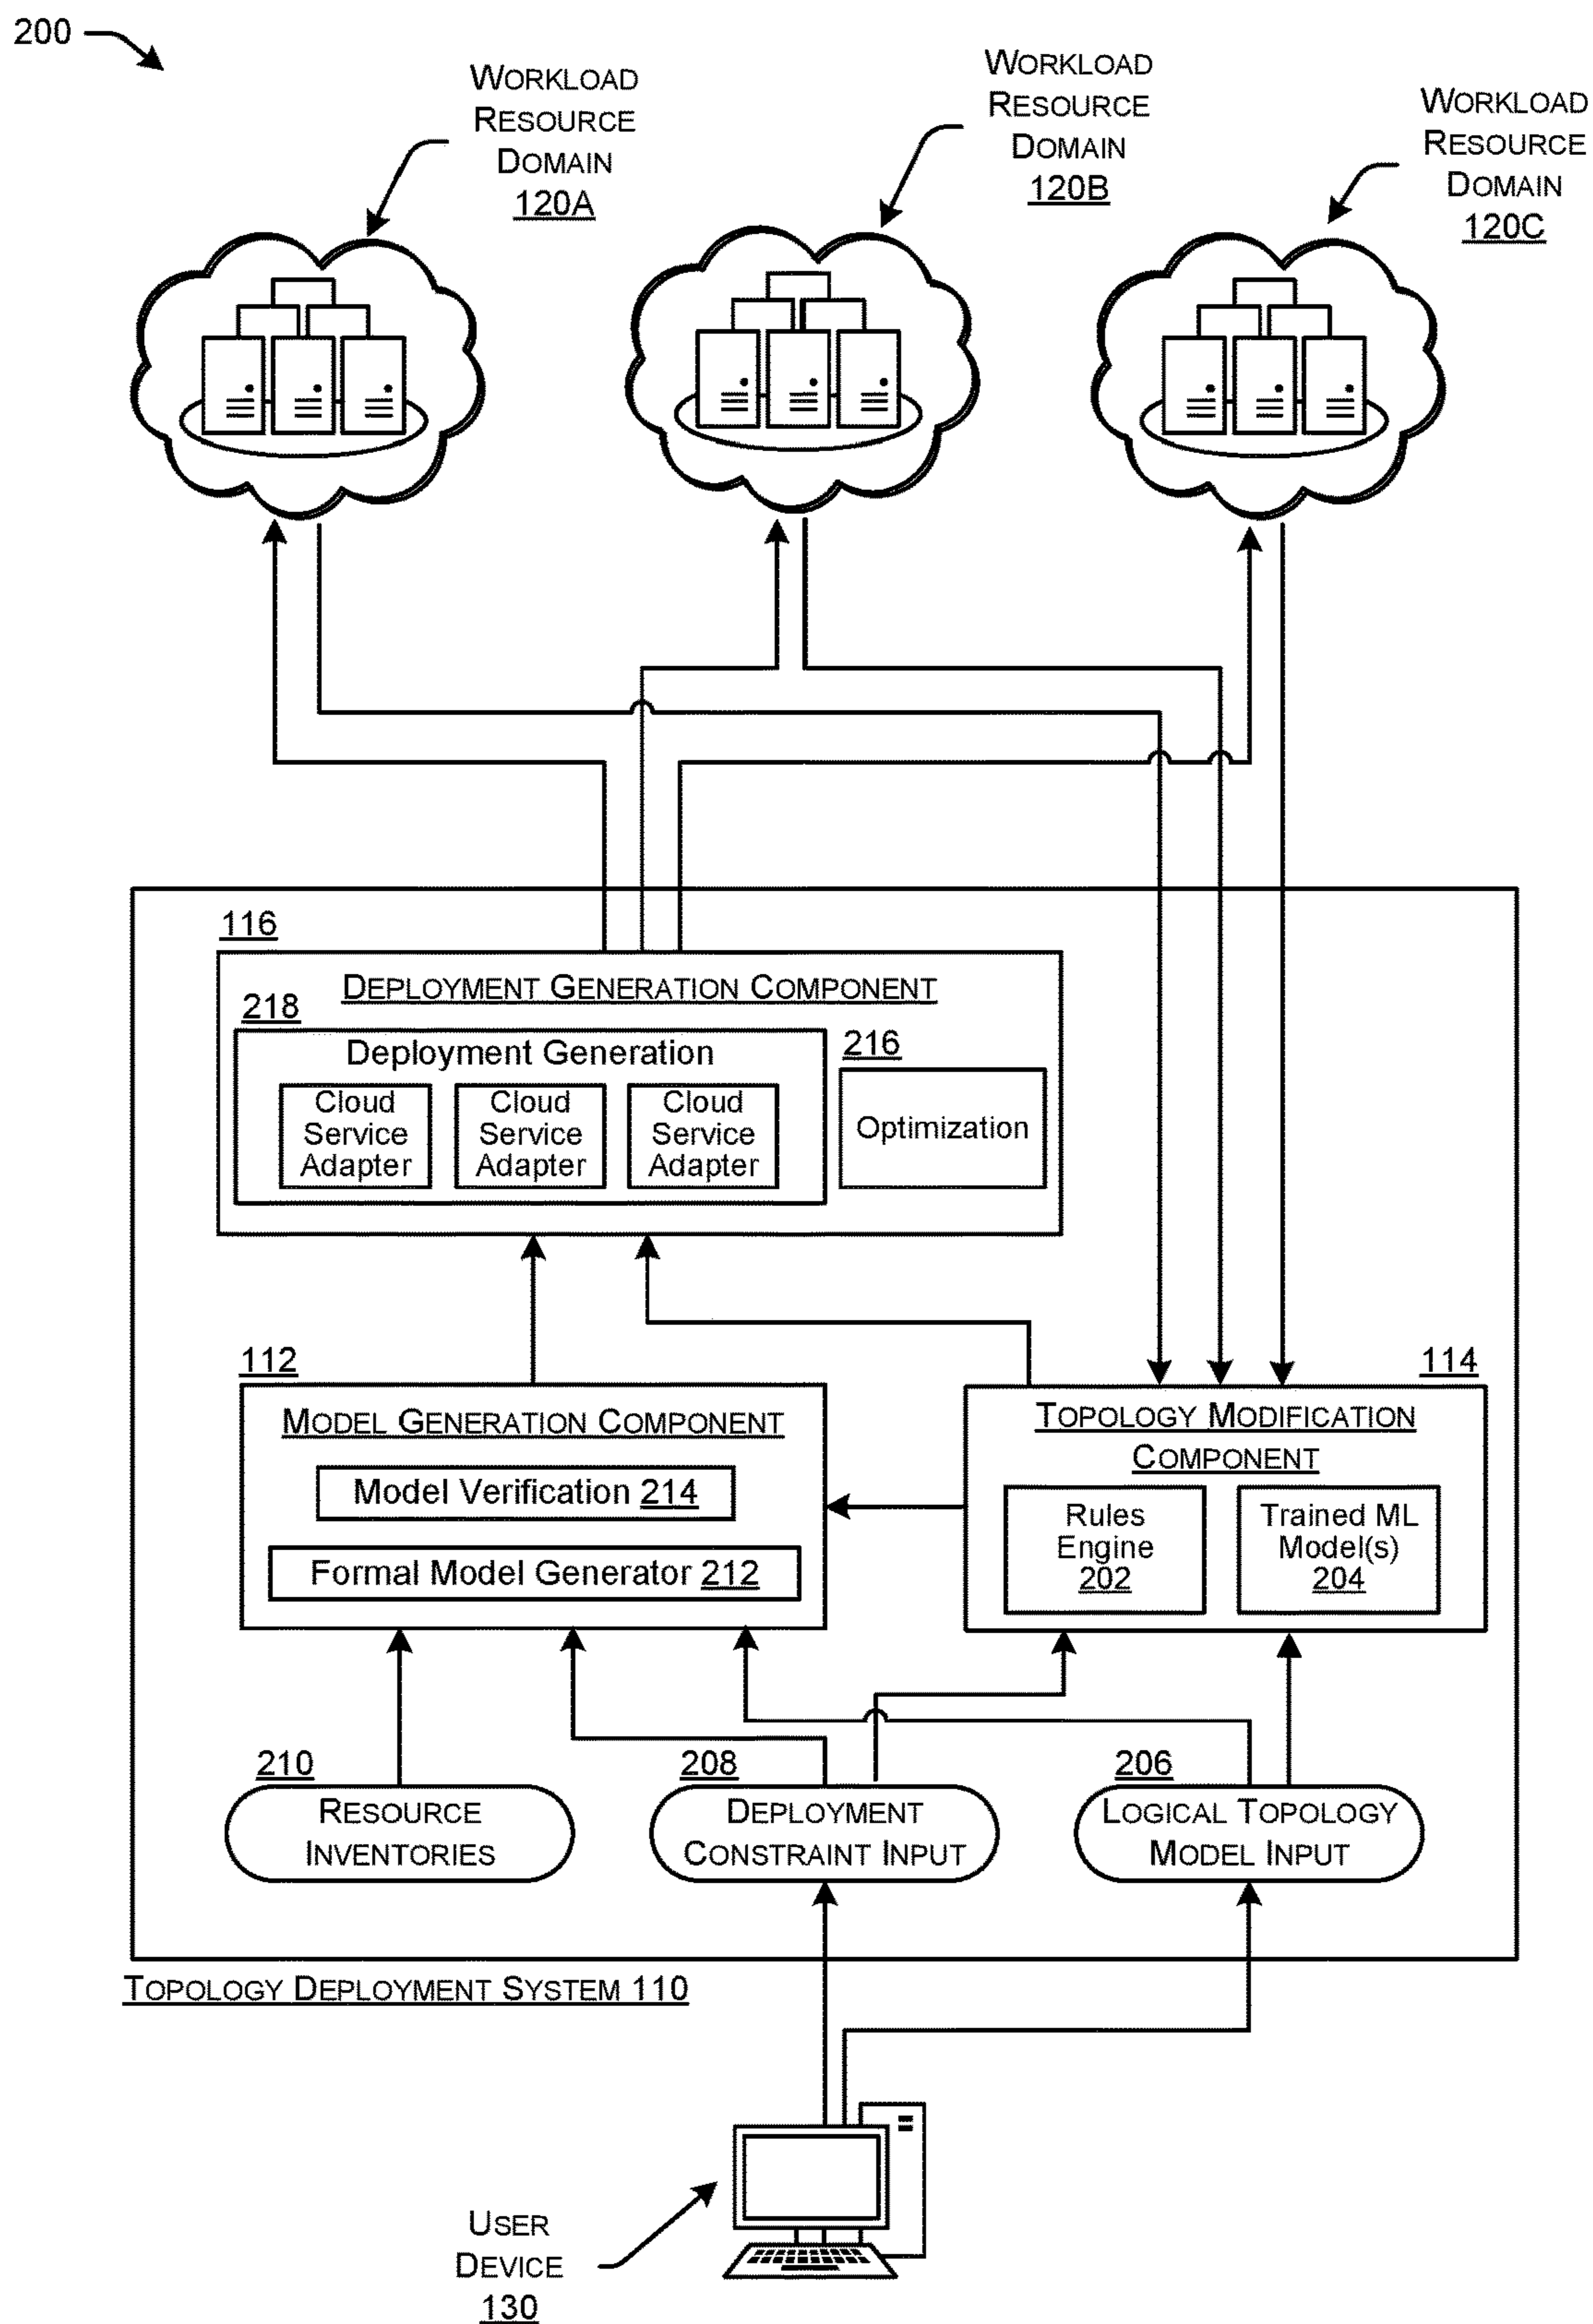 200
WORKLOAD
RESOURCE
DOMAIN
120A
WORKLOAD
RESOURCE
DOMAIN
120B
WORKLOAD
RESOURCE
DOMAIN
120C
116
DEPLOYMENT GENERATION COMPONENT
218
Deployment Generation
Cloud
Service
Adapter
Cloud
Service
Adapter
Cloud
Service
Adapter
216
Optimization
112
MODEL GENERATION COMPONENT
Model Verification 214
Formal Model Generator 212
114
TOPOLOGY MODIFICATION
COMPONENT
Rules
Engine
202
Trained ML
Model(s)
204
210
RESOURCE
INVENTORIES
208
DEPLOYMENT
CONSTRAINT INPUT
206
LOGICAL TOPOLOGY
MODEL INPUT
TOPOLOGY DEPLOYMENT SYSTEM 110
USER
DEVICE
130